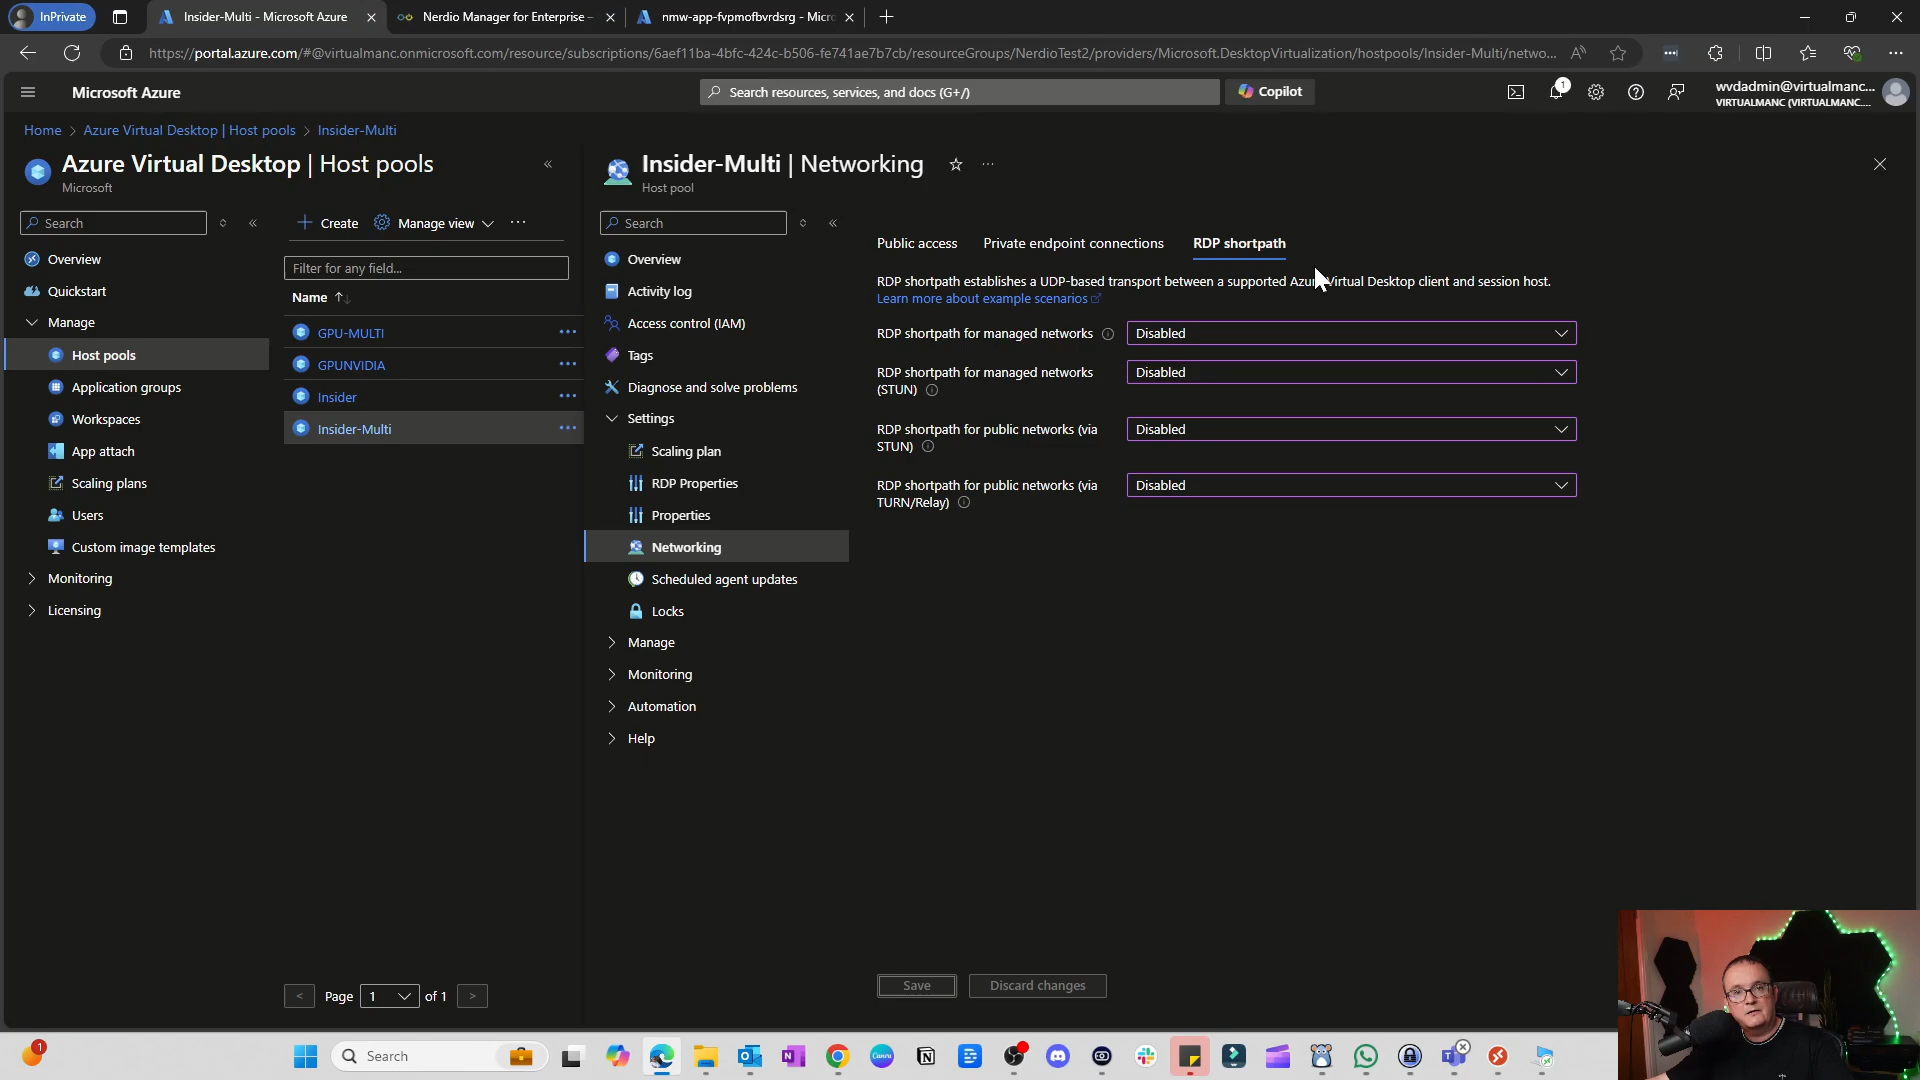 InPrivate
Insider-Multi - Microsoft Azure
Nerdio Manager for Enterprise -
nmw-app-fvpmofbvrdsrg - Micr
https://portal.azure.com/#@virtualmanc.onmicrosoft.com/resource/subscriptions/6aef11ba-4bfc-424c-b506-fe741ae7b7cb/resourceGroups/NerdioTest2/providers/Microsoft.DesktopVirtualization/hostpools/Insider-Multi/netwo...
Microsoft Azure
Search resources, services, and docs (G+/)
Copilot
1
wvdadmin@virtualmanc...
VIRTUALMANC (VIRTUALMANC....
Home > Azure Virtual Desktop | Host pools > Insider-Multi
Azure Virtual Desktop | Host pools
Microsoft
Search
Overview
Quickstart
Manage
Host pools
Application groups
Workspaces
App attach
Scaling plans
Users
Custom image templates
Monitoring
Licensing
Create
Manage view
Filter for any field...
Name
GPU-MULTI
GPUNVIDIA
Insider
Insider-Multi
< Page 1 of 1 >
Insider-Multi | Networking
Host pool
Search
Overview
Activity log
Access control (IAM)
Tags
Diagnose and solve problems
Settings
Scaling plan
RDP Properties
Properties
Networking
Scheduled agent updates
Locks
Manage
Monitoring
Automation
Help
Public access Private endpoint connections RDP shortpath
RDP shortpath establishes a UDP-based transport between a supported Azure Virtual Desktop client and session host.
Learn more about example scenarios
RDP shortpath for managed networks
Disabled
RDP shortpath for managed networks
(STUN)
Disabled
RDP shortpath for public networks (via
STUN)
Disabled
RDP shortpath for public networks (via
TURN/Relay)
Disabled
Save
Discard changes
1
Search
Canva